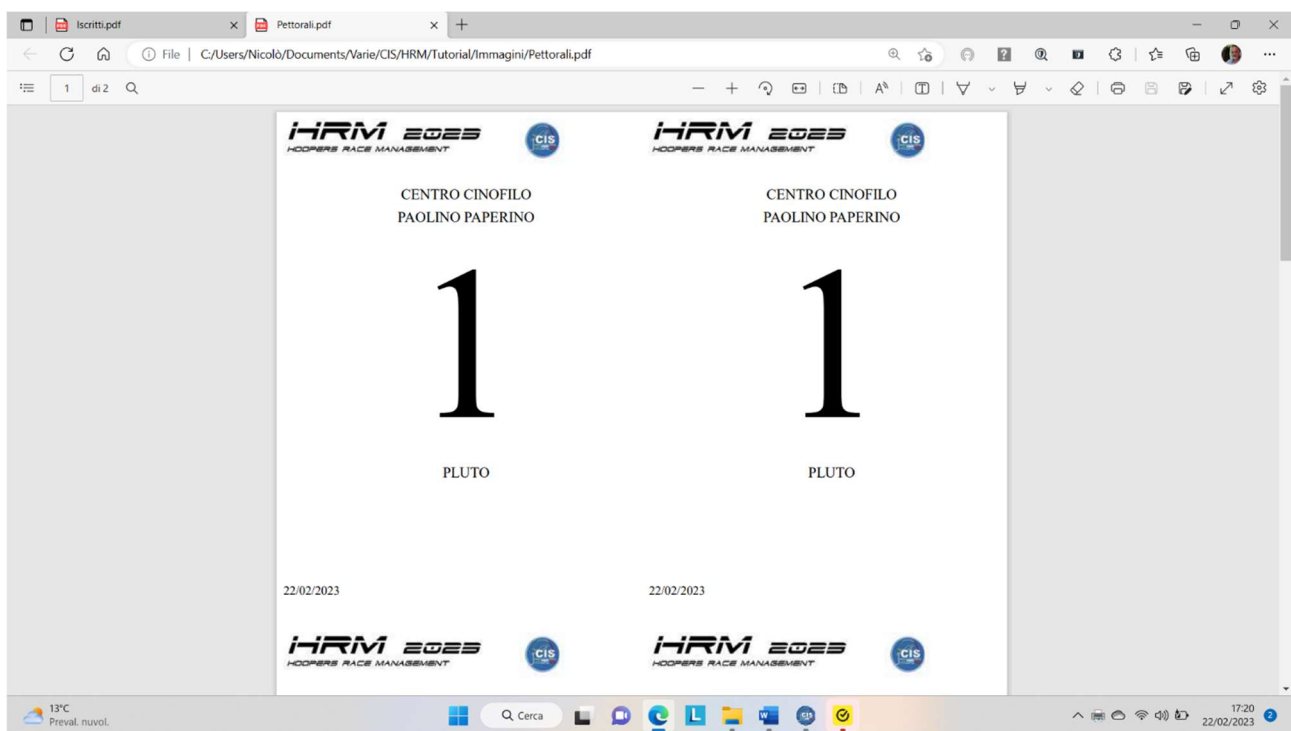 Iscritti.pdf
Pettorali.pdf
File | C:/Users/Nicolò/Documents/Varie/CIS/HRM/Tutorial/Immagini/Pettorali.pdf
1 di 2
HRM 2023 CIS
HOOPERS RACE MANAGEMENT
HRM 2023 CIS
HOOPERS RACE MANAGEMENT
CENTRO CINOFILO
PAOLINO PAPERINO
CENTRO CINOFILO
PAOLINO PAPERINO
1
1
PLUTO
PLUTO
22/02/2023
22/02/2023
HRM 2023 CIS
HOOPERS RACE MANAGEMENT
HRM 2023 CIS
HOOPERS RACE MANAGEMENT
13°C
Preval. nuvol.
Cerca
17:20
22/02/2023
2